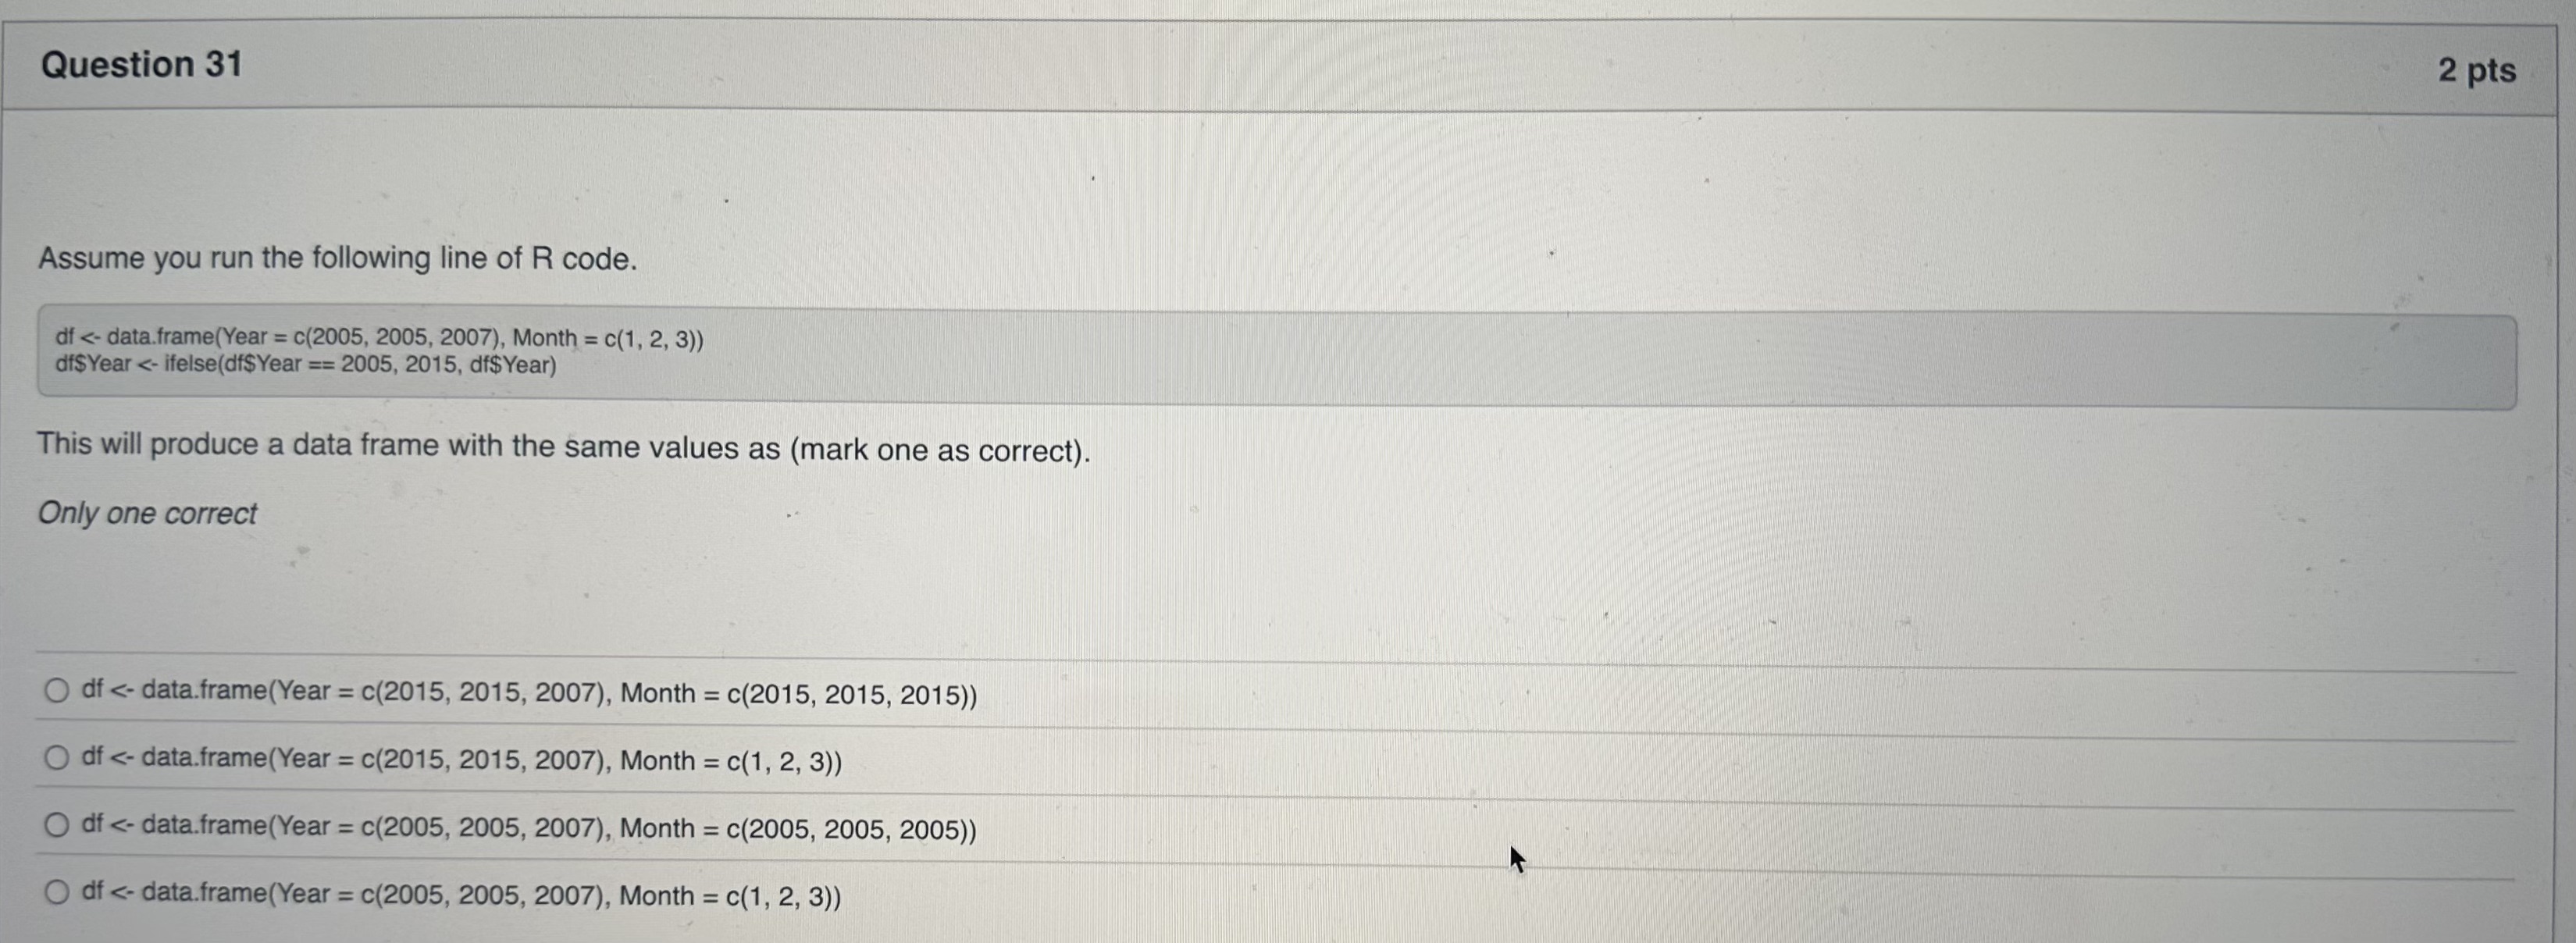 Question 31
2 pts
Assume you run the following line of R code.
df <- data.frame(Year = c(2005, 2005, 2007), Month = c(1, 2, 3))
df$Year <- ifelse(df$Year == 2005, 2015, df$Year)
This will produce a data frame with the same values as (mark one as correct).
Only one correct
df <- data.frame(Year = c(2015, 2015, 2007), Month = c(2015, 2015, 2015))
df <- data.frame(Year = c(2015, 2015, 2007), Month = c(1, 2, 3))
df <- data.frame(Year = c(2005, 2005, 2007), Month = c(2005, 2005, 2005))
df <- data.frame(Year = c(2005, 2005, 2007), Month = c(1, 2, 3))